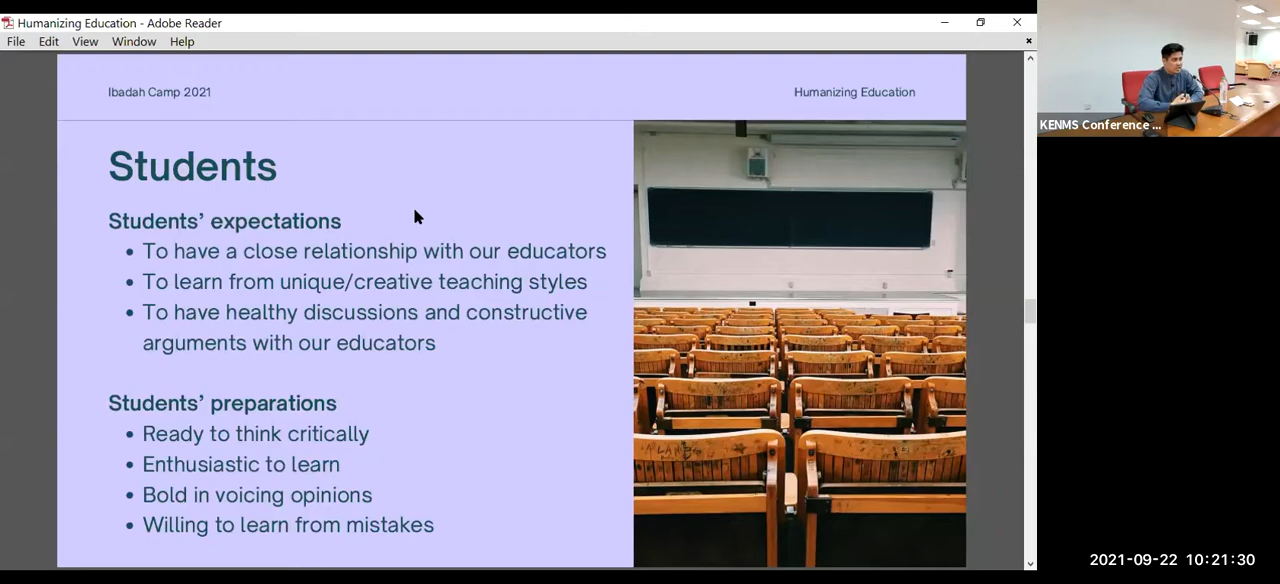 Humanizing Education - Adobe Reader
File Edit View Window Help
Ibadah Camp 2021
Humanizing Education
Students
Students' expectations
• To have a close relationship with our educators
• To learn from unique/creative teaching styles
• To have healthy discussions and constructive
arguments with our educators
Students' preparations
• Ready to think critically
• Enthusiastic to learn
• Bold in voicing opinions
• Willing to learn from mistakes
KENMS Conference ...
2021-09-22 10:21:30